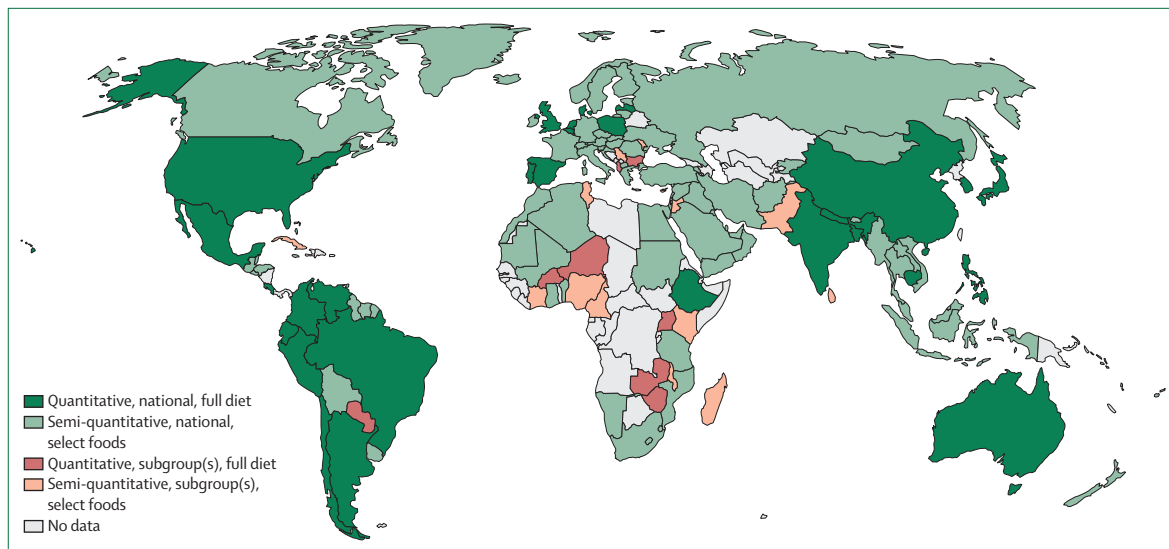 Quantitative, national, full diet
Semi-quantitative, national,
select foods
Quantitative, subgroup(s), full diet
Semi-quantitative, subgroup(s),
select foods
No data